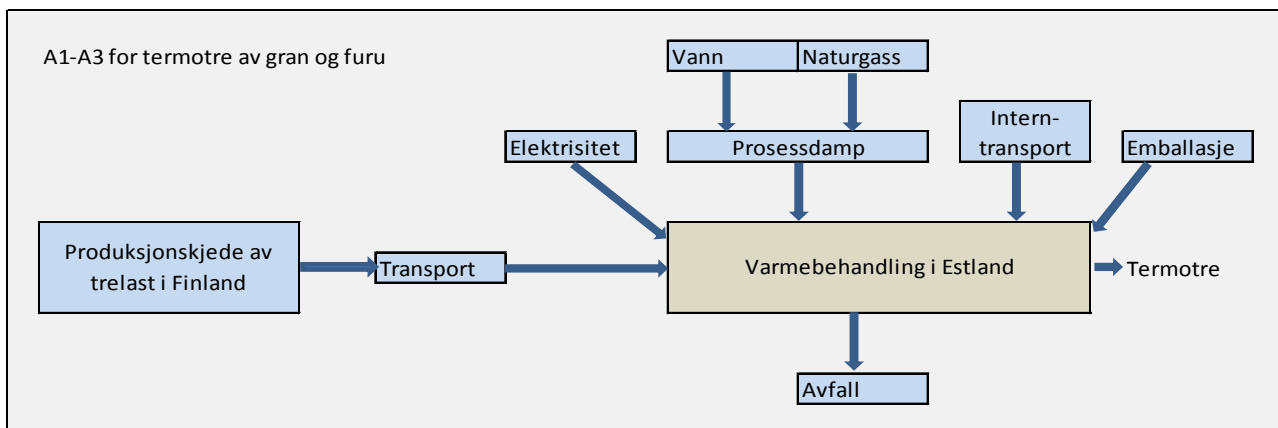 A1-A3 for termotre av gran og furu
Vann
Naturgass
Elektrisitet
Prosessdamp
Intern-
transport
Emballasje
Produksjonskjede av
trelast i Finland
Transport
Varmebehandling i Estland
Termotre
Avfall